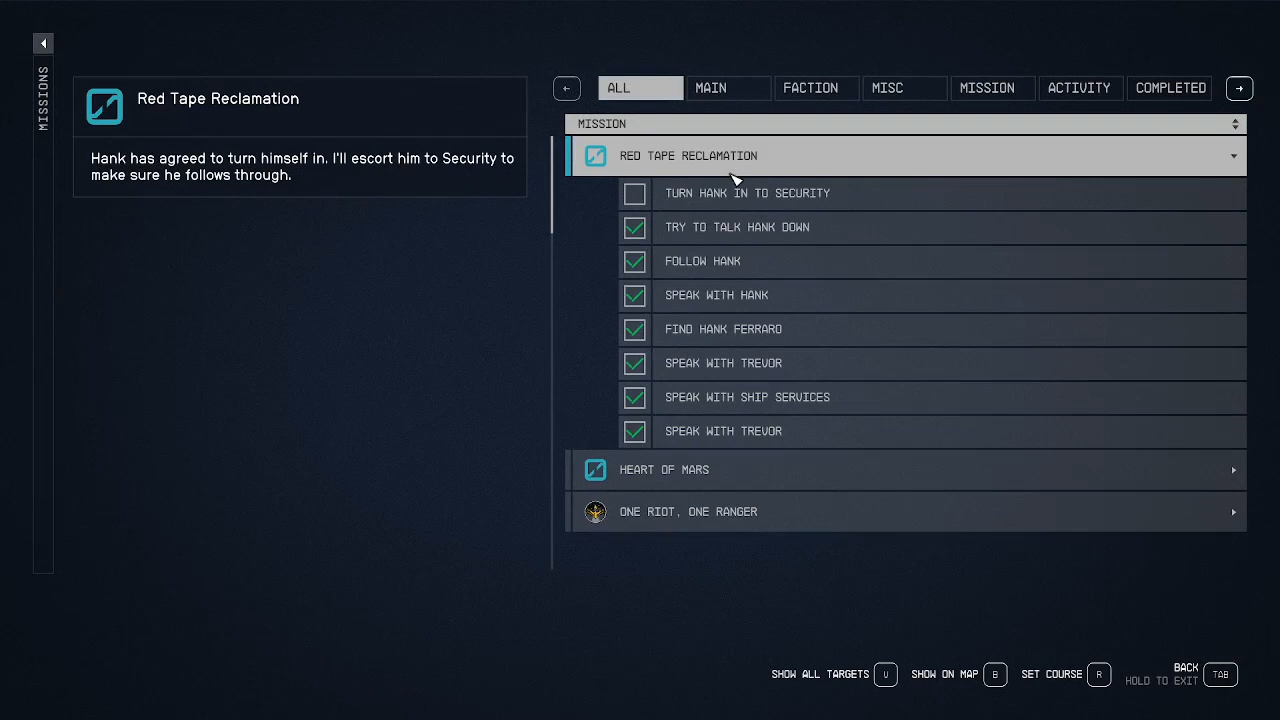 MISSIONS
Red Tape Reclamation
Hank has agreed to turn himself in. I'll escort him to Security to
make sure he follows through.
ALL
MAIN
FACTION
MISC
MISSION
ACTIVITY
COMPLETED
MISSION
RED TAPE RECLAMATION
TURN HANK IN TO SECURITY
TRY TO TALK HANK DOWN
FOLLOW HANK
SPEAK WITH HANK
FIND HANK FERRARO
SPEAK WITH TREVOR
SPEAK WITH SHIP SERVICES
SPEAK WITH TREVOR
HEART OF MARS
ONE RIOT, ONE RANGER
SHOW ALL TARGETS U
SHOW ON MAP B
SET COURSE R
BACK
HOLD TO EXIT TAB